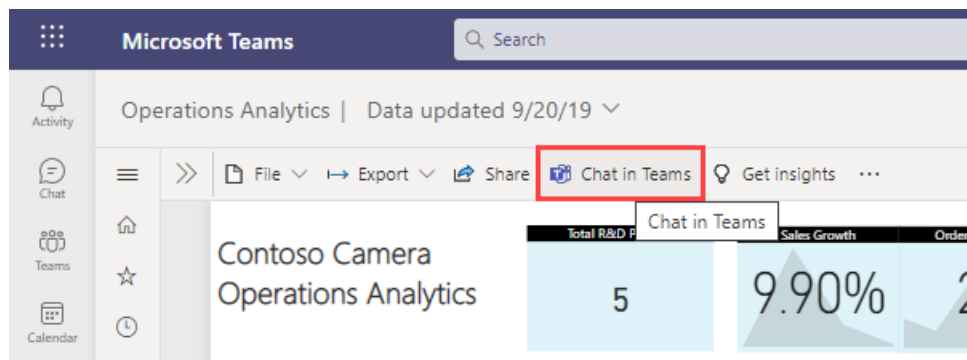 Microsoft Teams
Search
Activity
Operations Analytics | Data updated 9/20/19
Chat
File Export Share Chat in Teams Get insights ...
Chat in Teams
Total R&D
Sales Growth
Teams
Contoso Camera
Operations Analytics
5
9.90%
Calendar